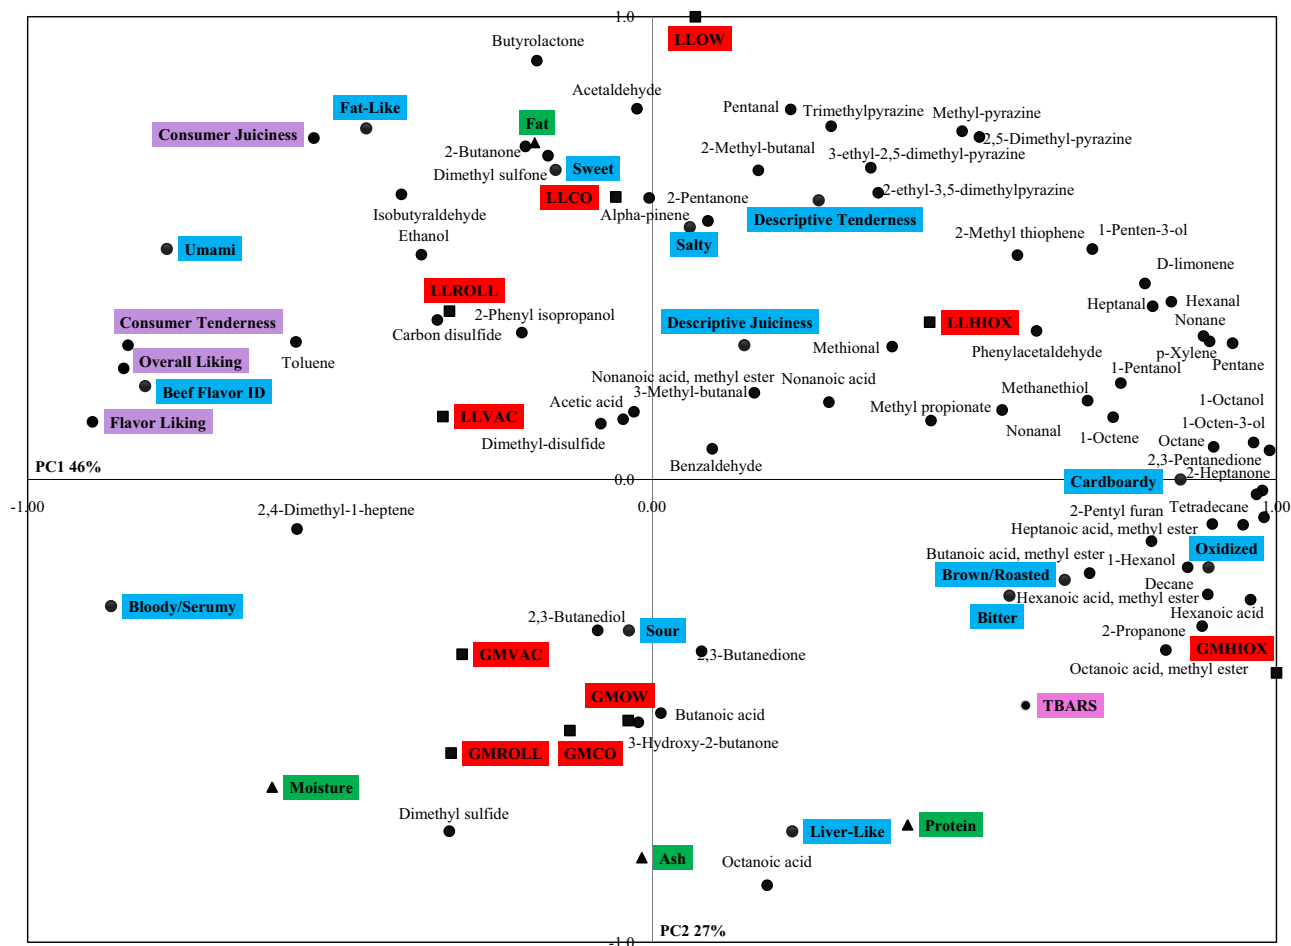 1.0
LLOW
Butyrolactone
Acetaldehyde
Fat-Like
Pentanal
Trimethylpyrazine
Methyl-pyrazine
Fat
Consumer Juiciness
2,5-Dimethyl-pyrazine
2-Methyl-butanal
2-Butanone
3-ethyl-2,5-dimethyl-pyrazine
Dimethyl sulfone
Sweet
2-ethyl-3,5-dimethylpyrazine
LLCO
2-Pentanone
Isobutyraldehyde
Alpha-pinene
Descriptive Tenderness
1-Penten-3-ol
Ethanol
2-Methyl thiophene
Salty
Umami
D-limonene
LLROLL
Heptanal
Hexanal
2-Phenyl isopropanol
Nonane
Consumer Tenderness
Descriptive Juiciness
LLHIOX
Carbon disulfide
Methional
Phenylacetaldehyde
p-Xylene
Overall Liking
Toluene
Pentane
1-Pentanol
Nonanoic acid, methyl ester
Nonanoic acid
Beef Flavor ID
3-Methyl-butanal
Methanethiol
Acetic acid
Methyl propionate
1-Octanol
Flavor Liking
LLVAC
1-Octen-3-ol
Nonanal
1-Octene
Dimethyl-disulfide
Octane
2,3-Pentanedione
PC1 46%
Benzaldehyde
2-Heptanone
0.0
Cardboardy
-1.00
0.00
1.00
2,4-Dimethyl-1-heptene
2-Pentyl furan
Tetradecane
Heptanoic acid, methyl ester
Oxidized
Butanoic acid, methyl ester
1-Hexanol
Brown/Roasted
Decane
Hexanoic acid, methyl ester
Bloody/Serumy
Bitter
Hexanoic acid
2,3-Butanediol
Sour
2-Propanone
GMVAC
2,3-Butanedione
GMHIOX
Octanoic acid, methyl ester
GMOW
TBARS
Butanoic acid
3-Hydroxy-2-butanone
GMROLL
GMCO
Moisture
Dimethyl sulfide
Liver-Like
Protein
Ash
Octanoic acid
PC2 27%
-1.0